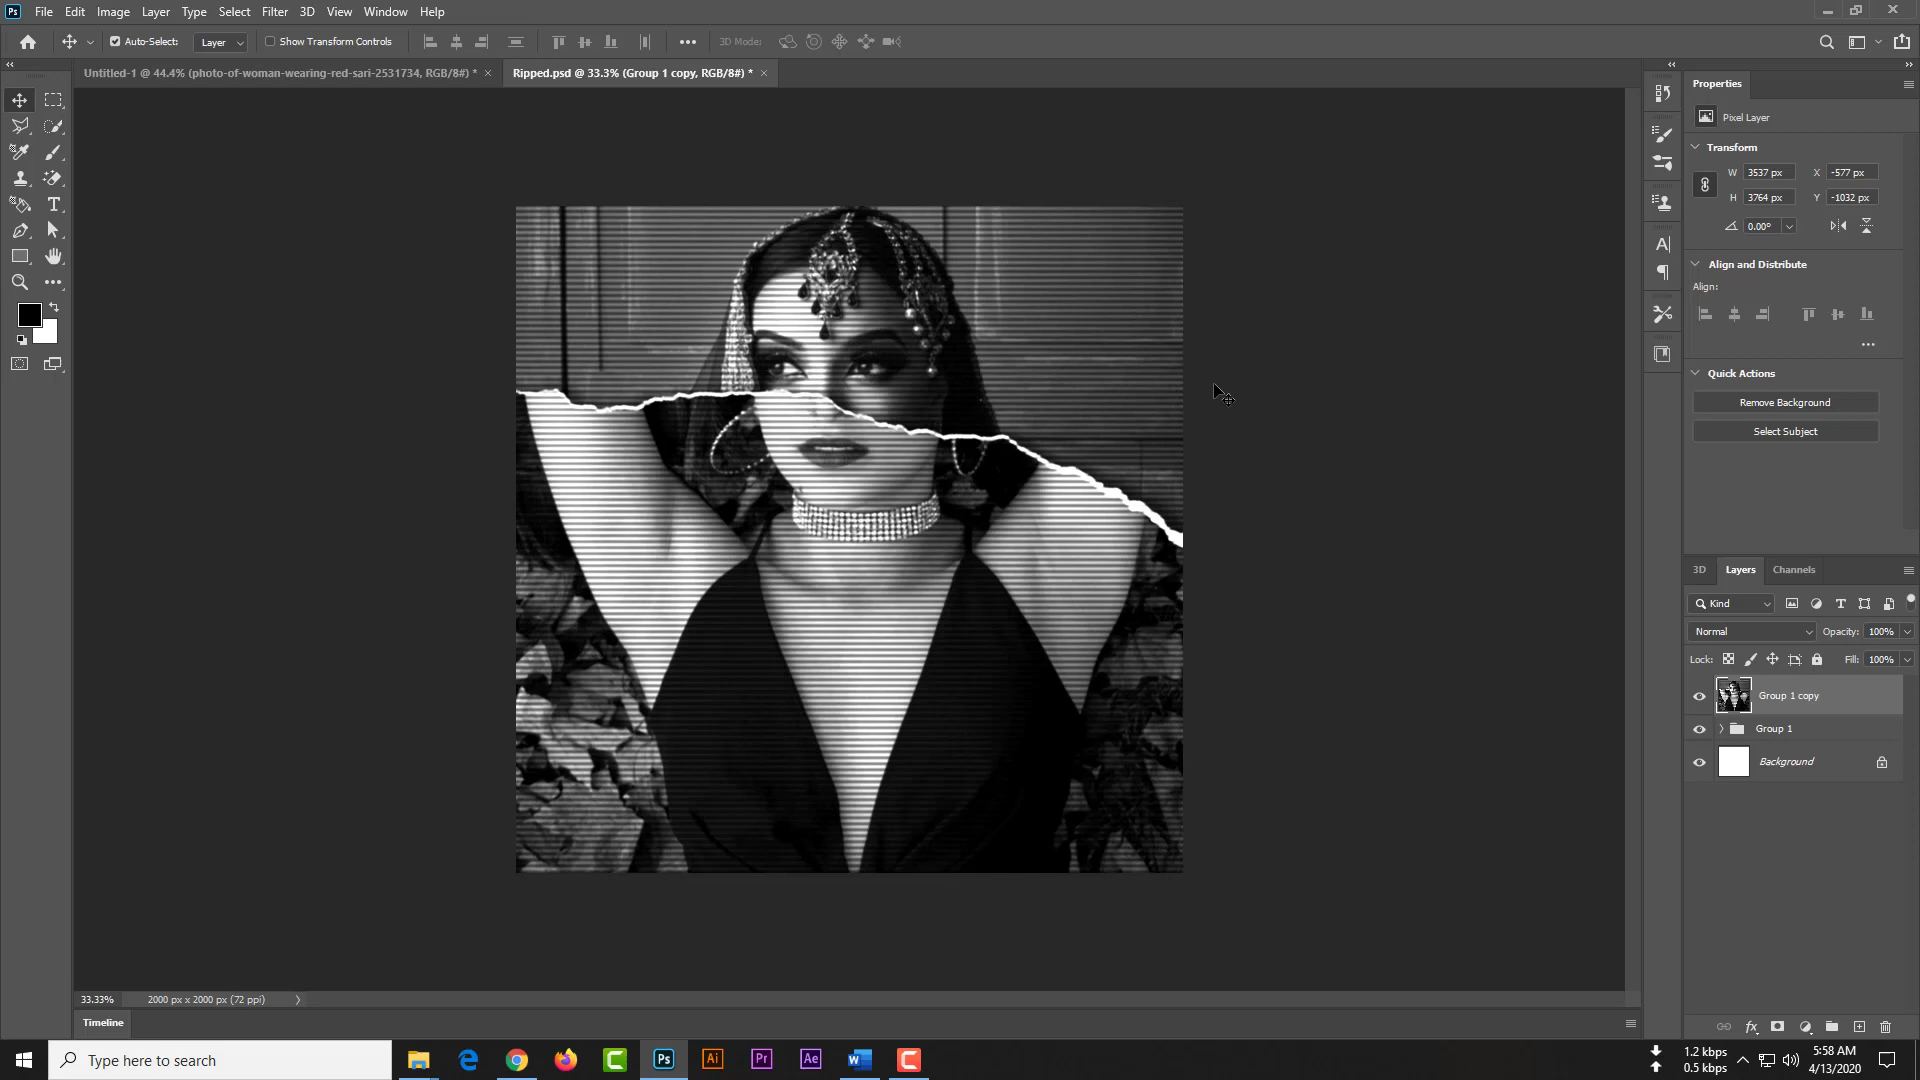 Ps File Edit Image Layer Type Select Filter 3D View Window Help
Auto-Select: Layer Show Transform Controls 3D Mode:
Untitled-1 @ 44.4% (photo-of-woman-wearing-red-sari-2531734, RGB/8#) * Ripped.psd @ 33.3% (Group 1 copy, RGB/8#) *
Properties
Pixel Layer
Transform
W 3537 px X -577 px
H 3764 px Y -1032 px
0.00°
Align and Distribute
Align:
Quick Actions
Remove Background
Select Subject
3D Layers Channels
Kind
Normal Opacity: 100%
Lock: Fill: 100%
Group 1 copy
Group 1
Background
33.33% 2000 px x 2000 px (72 ppi)
Timeline
Type here to search Ps Ai Pr Ae
1.2 kbps 5:58 AM
0.5 kbps 4/13/2020